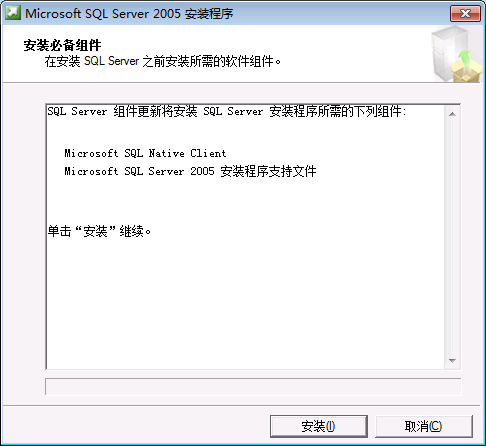 Microsoft SQL Server 2005 安装程序
安装必备组件
在安装 SQL Server 之前安装所需的软件组件。
SQL Server 组件更新将安装 SQL Server 安装程序所需的下列组件:
Microsoft SQL Native Client
Microsoft SQL Server 2005 安装程序支持文件
单击“安装”继续。
安装(I)
取消(C)